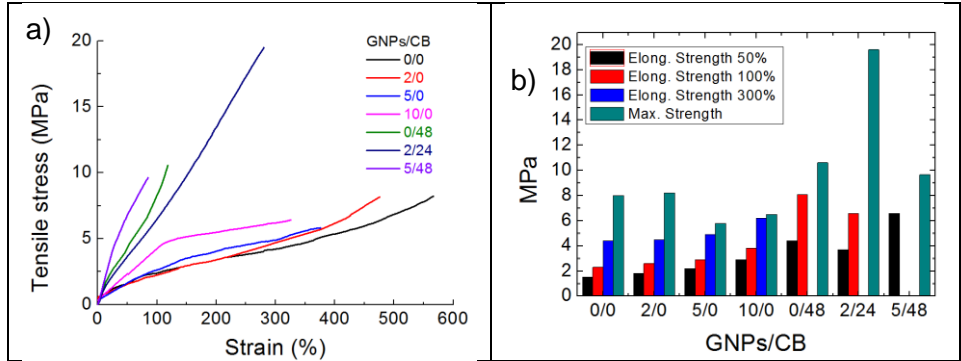 a)
20
15
10
5
0
Tensile stress (MPa)
GNPs/CB
0/0
2/0
5/0
10/0
0/48
2/24
5/48
0 100 200 300 400 500 600
Strain (%)
b)
20
18
16
14
12
10
8
6
4
2
0
MPa
Elong. Strength 50%
Elong. Strength 100%
Elong. Strength 300%
Max. Strength
0/0 2/0 5/0 10/0 0/48 2/24 5/48
GNPs/CB